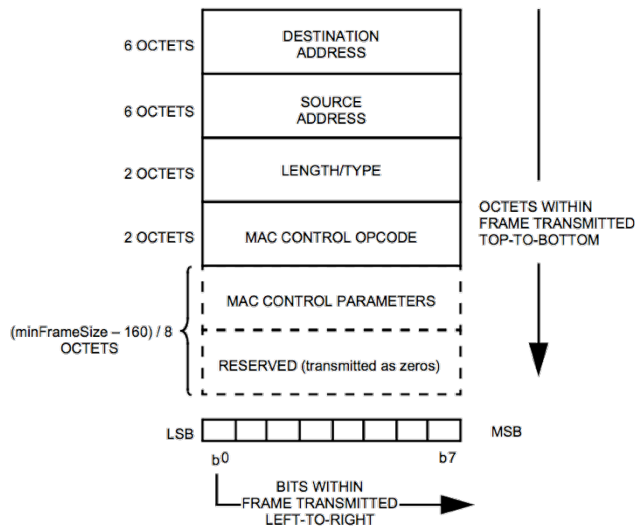 6 OCTETS
DESTINATION
ADDRESS
6 OCTETS
SOURCE
ADDRESS
2 OCTETS
LENGTH/TYPE
2 OCTETS
MAC CONTROL OPCODE
OCTETS WITHIN
FRAME TRANSMITTED
TOP-TO-BOTTOM
(minFrameSize – 160) / 8
OCTETS
MAC CONTROL PARAMETERS
RESERVED (transmitted as zeros)
LSB
MSB
b0
b7
BITS WITHIN
FRAME TRANSMITTED
LEFT-TO-RIGHT